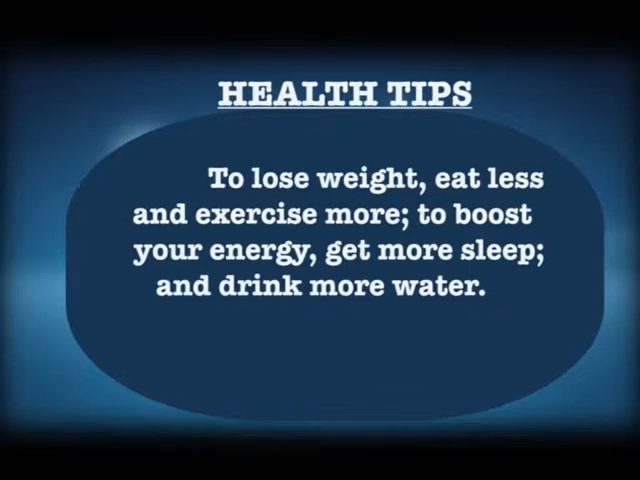 HEALTH TIPS
To lose weight, eat less
and exercise more; to boost
your energy, get more sleep;
and drink more water.